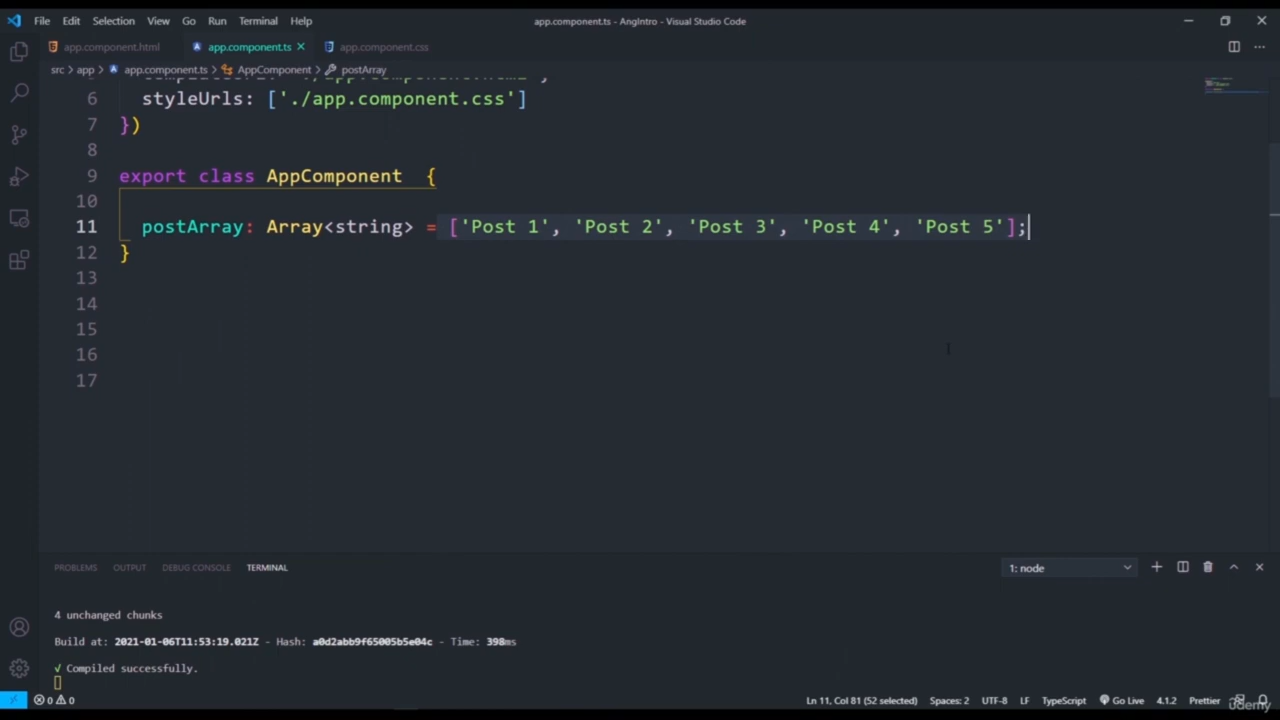 File Edit Selection View Go Run Terminal Help app.component.ts - AngIntro - Visual Studio Code
app.component.html app.component.ts × app.component.css
src > app > app.component.ts > AppComponent > postArray
6 styleUrls: ['./app.component.css']
7 })
8
9 export class AppComponent {
10
11 postArray: Array<string> = ['Post 1', 'Post 2', 'Post 3', 'Post 4', 'Post 5'];
12 }
13
14
15
16
17
PROBLEMS OUTPUT DEBUG CONSOLE TERMINAL 1: node
4 unchanged chunks
Build at: 2021-01-06T11:53:19.021Z - Hash: a0d2abb9f65005b5e04c - Time: 398ms
√ Compiled successfully.
0 0 Ln 11, Col 81 (52 selected) Spaces: 2 UTF-8 LF TypeScript Go Live 4.1.2 Prettier
udemy